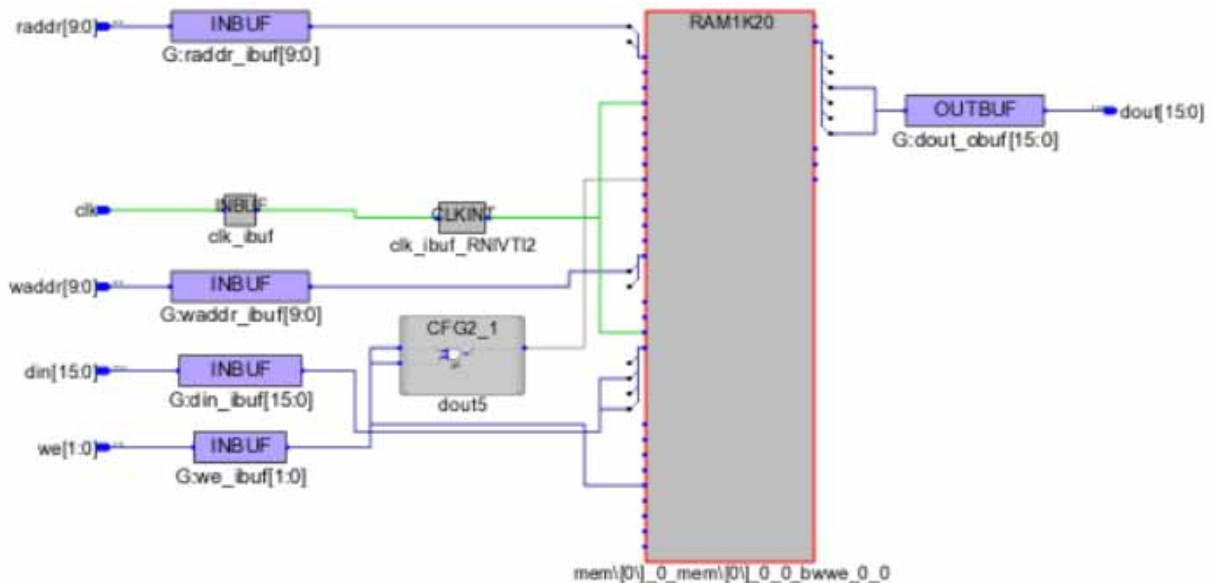 raddr[9:0]
INBUF
G:raddr_ibuf[9:0]
RAM1K20
OUTBUF
dout[15:0]
G:dout_obuf[15:0]
clk
INBUF
clk_ibuf
CLKINT
clk_ibuf_RNIVTI2
waddr[9:0]
INBUF
G:waddr_ibuf[9:0]
CFG2_1
dout5
din[15:0]
INBUF
G:din_ibuf[15:0]
we[1:0]
INBUF
G:we_ibuf[1:0]
mem\[0\]_0_mem\[0\]_0_0_bwwe_0_0